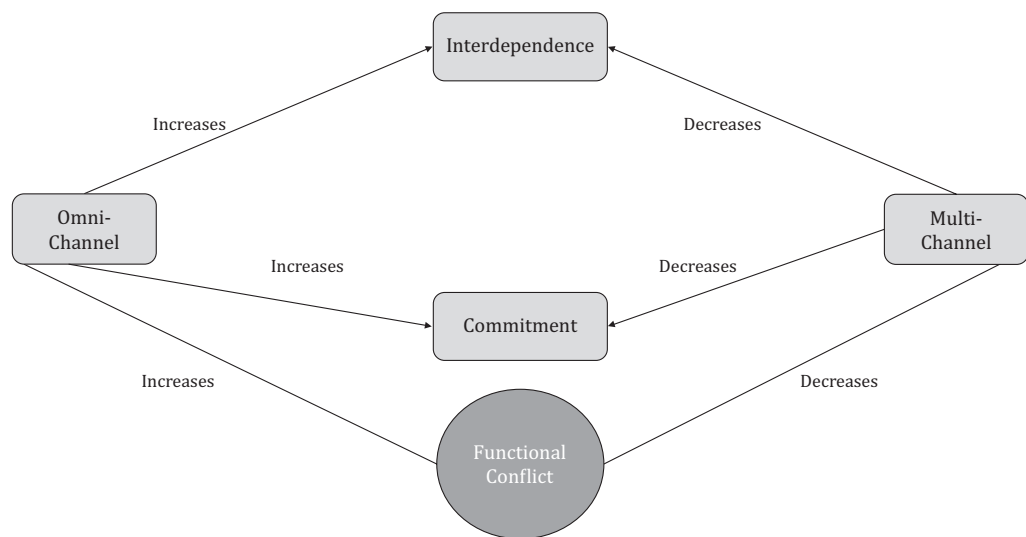 Interdependence
Increases
Decreases
Omni-
Channel
Multi-
Channel
Increases
Decreases
Commitment
Increases
Decreases
Functional
Conflict